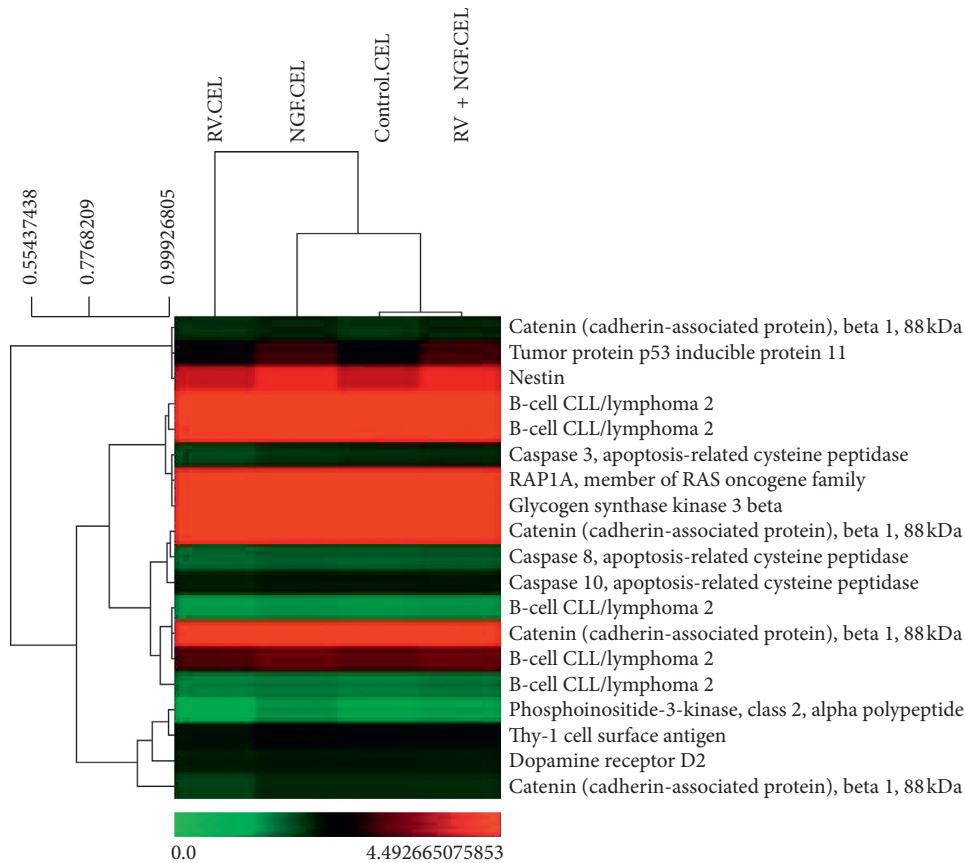 RV.CEL
NGF.CEL
Control.CEL
RV + NGF.CEL
0.55437438
0.7768209
0.99926805
Catenin (cadherin-associated protein), beta 1, 88 kDa
Tumor protein p53 inducible protein 11
Nestin
B-cell CLL/lymphoma 2
B-cell CLL/lymphoma 2
Caspase 3, apoptosis-related cysteine peptidase
RAP1A, member of RAS oncogene family
Glycogen synthase kinase 3 beta
Catenin (cadherin-associated protein), beta 1, 88 kDa
Caspase 8, apoptosis-related cysteine peptidase
Caspase 10, apoptosis-related cysteine peptidase
B-cell CLL/lymphoma 2
Catenin (cadherin-associated protein), beta 1, 88 kDa
B-cell CLL/lymphoma 2
B-cell CLL/lymphoma 2
Phosphoinositide-3-kinase, class 2, alpha polypeptide
Thy-1 cell surface antigen
Dopamine receptor D2
Catenin (cadherin-associated protein), beta 1, 88 kDa
0.0
4.492665075853